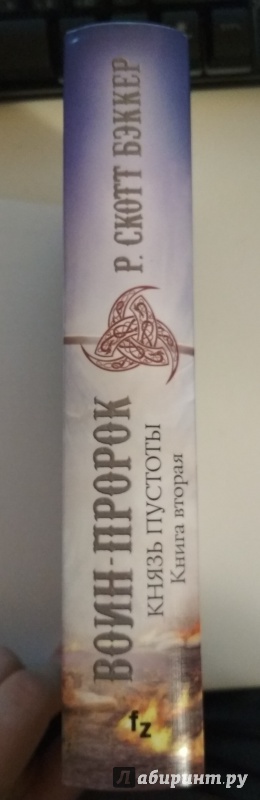 Р. СКОТТ БЭККЕР
ВОИН-ПРОРОК
КНЯЗЬ ПУСТОТЫ
Книга вторая
fz
Лабиринт.ру